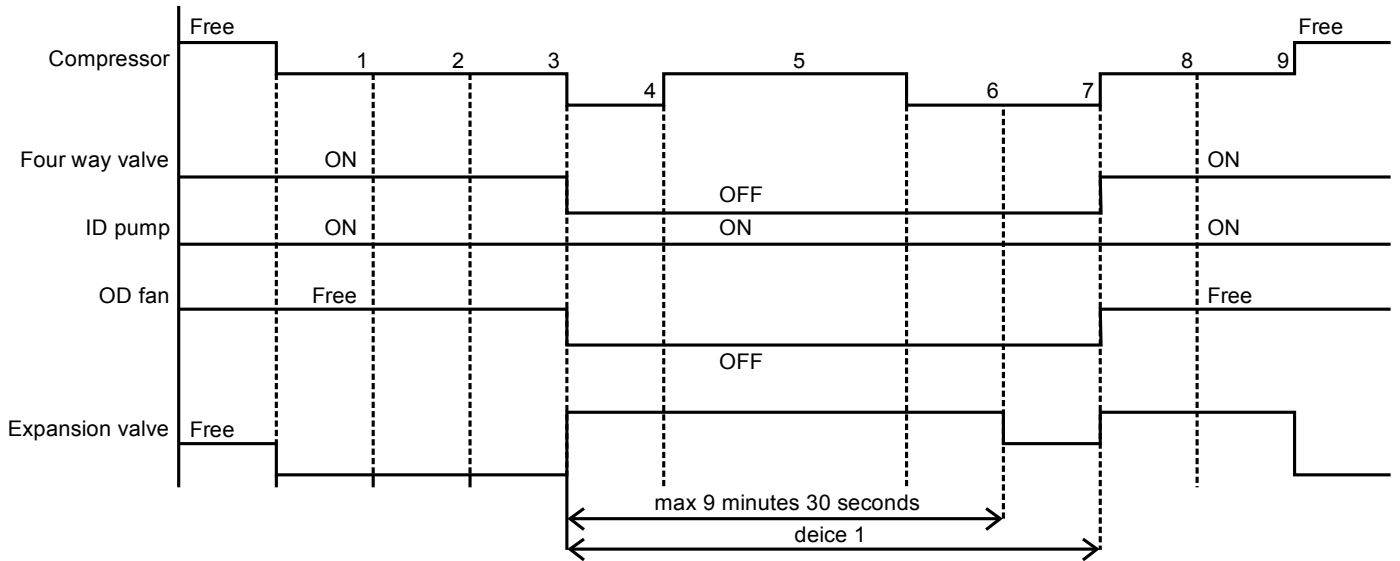 Free
Free
Compressor
1
2
3
4
5
6
7
8
9
Four way valve
ON
OFF
ON
ID pump
ON
ON
ON
OD fan
Free
OFF
Free
Expansion valve
Free
max 9 minutes 30 seconds
deice 1